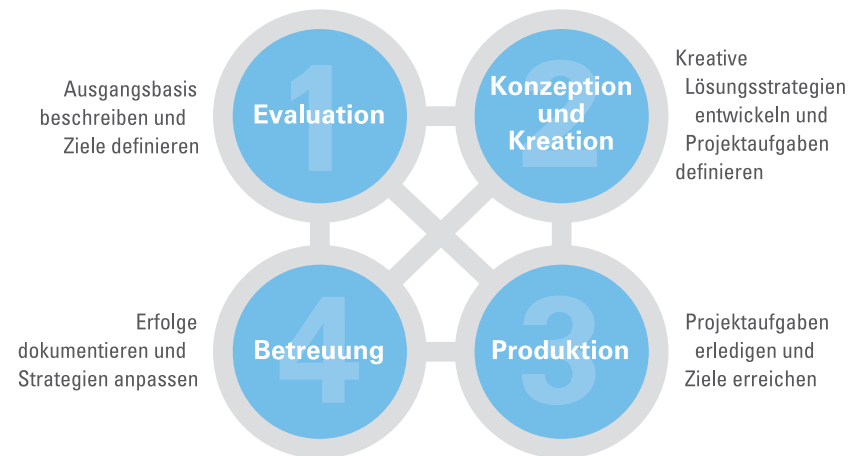 Ausgangsbasis
beschreiben und
Ziele definieren
1
Evaluation
2
Konzeption
und
Kreation
Kreative
Lösungsstrategien
entwickeln und
Projektaufgaben
definieren
Erfolge
dokumentieren und
Strategien anpassen
4
Betreuung
3
Produktion
Projektaufgaben
erledigen und
Ziele erreichen